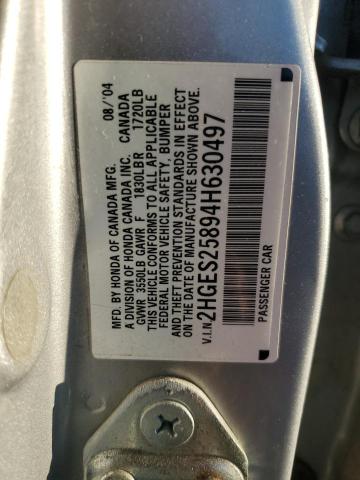 MFD. BY HONDA OF CANADA MFG. 08/'04
A DIVISION OF HONDA CANADA INC. CANADA
GVWR 3550LB GAWR F 1830LB R 1720LB
THIS VEHICLE CONFORMS TO ALL APPLICABLE
FEDERAL MOTOR VEHICLE SAFETY, BUMPER
AND THEFT PREVENTION STANDARDS IN EFFECT
ON THE DATE OF MANUFACTURE SHOWN ABOVE.
V.I.N. 2HGES25894H630497
PASSENGER CAR